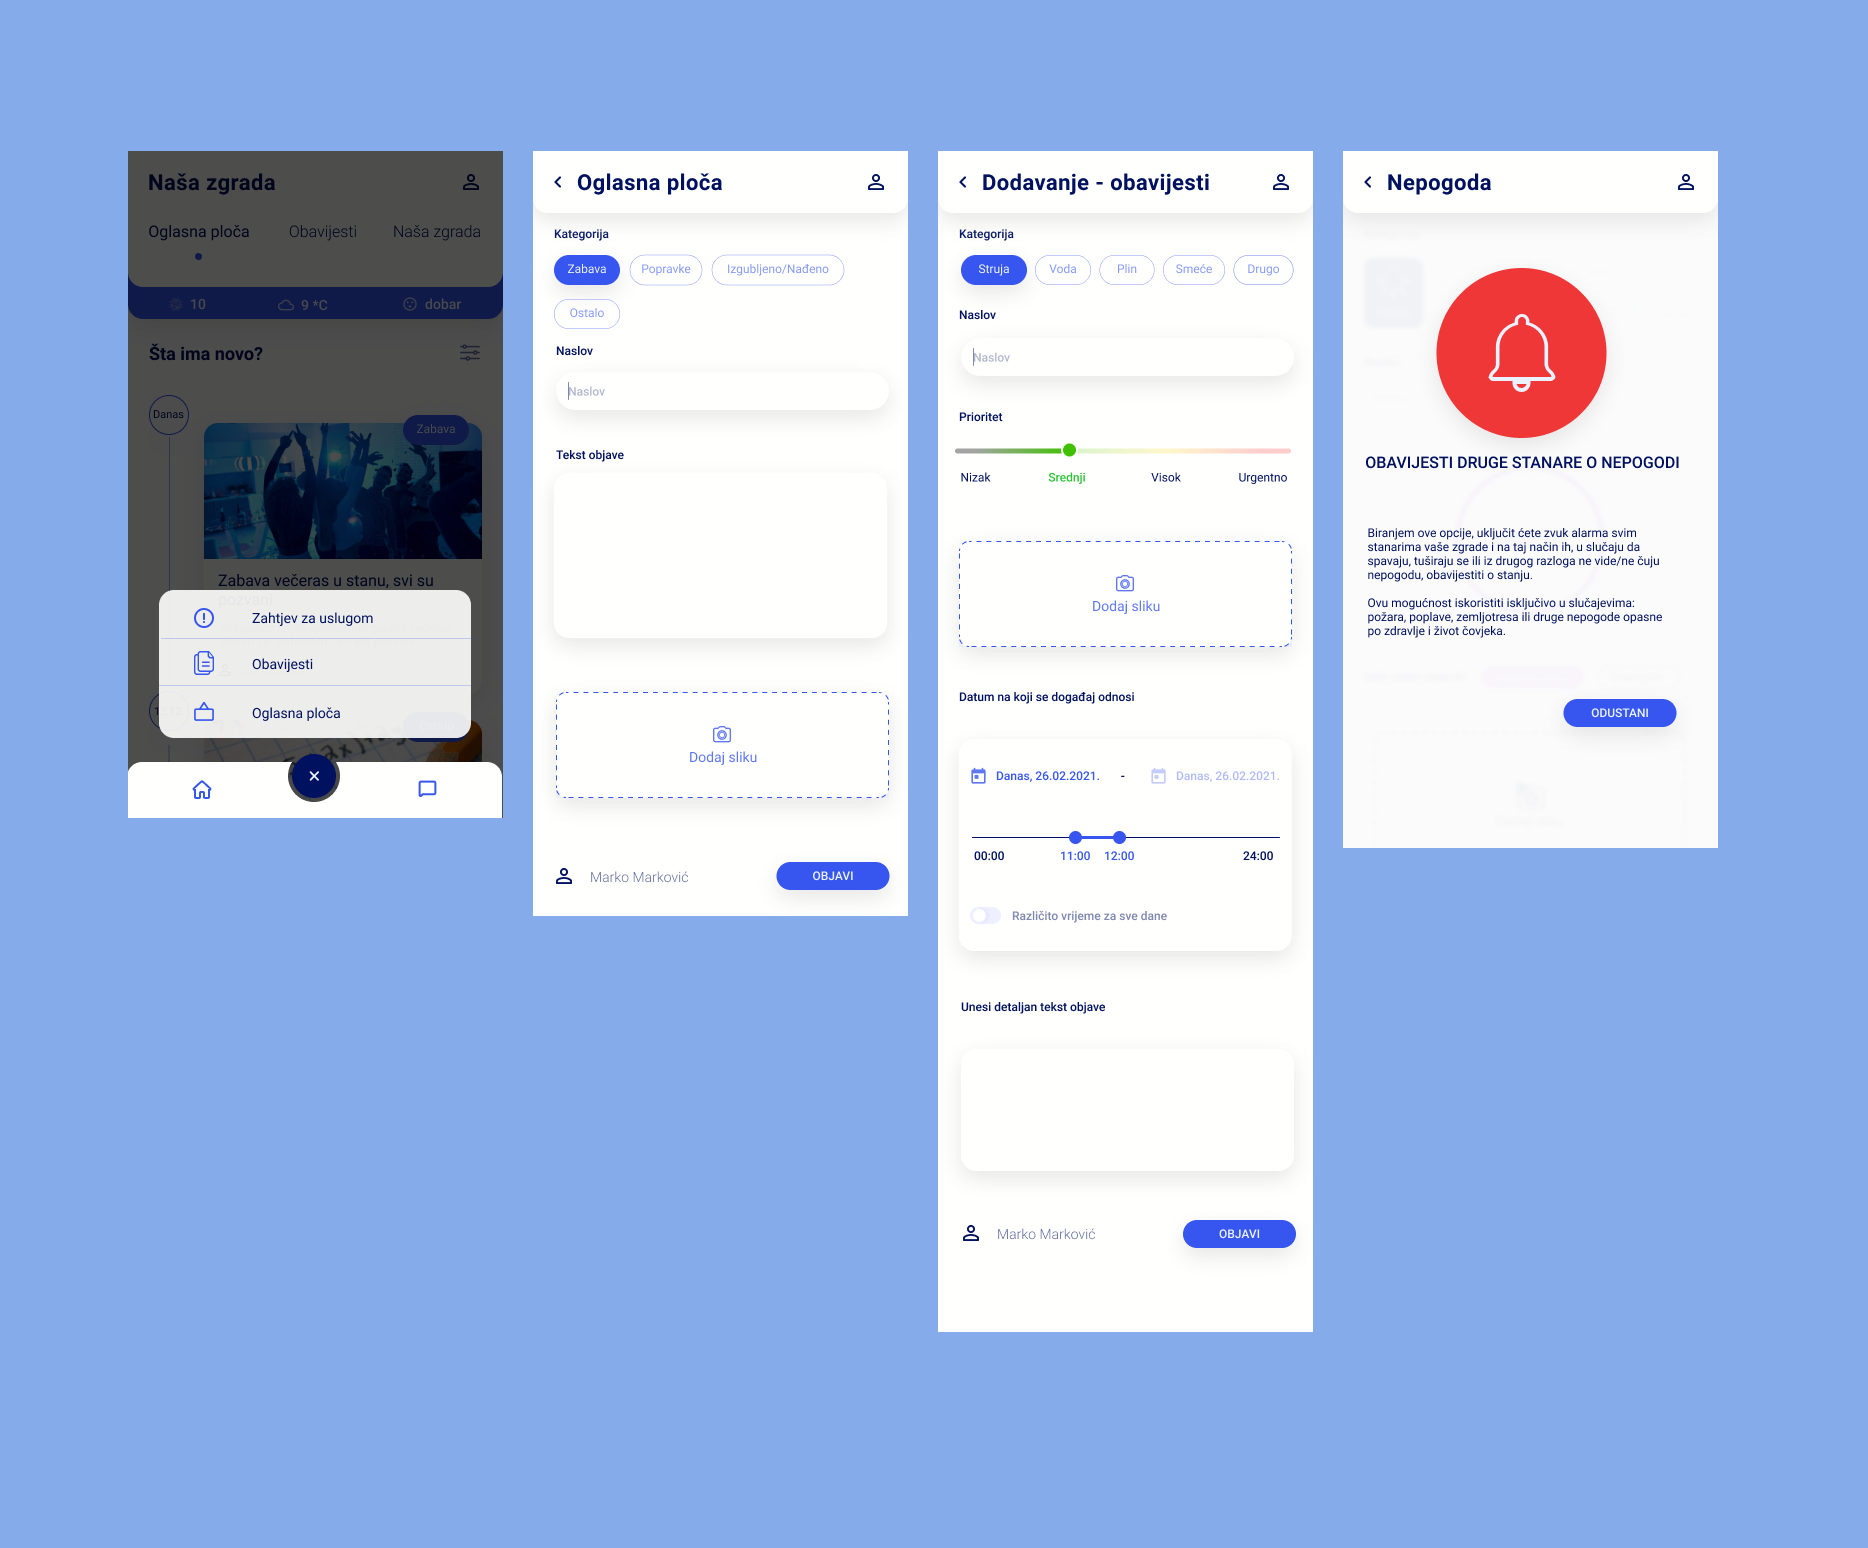 Naša zgrada
Oglasna ploča
Obavijesti
Naša zgrada
10
9 *C
dobar
Šta ima novo?
Danas
Zabava
Zabava večeras u stanu, svi su
pozvani
Zahtjev za uslugom
Obavijesti
Oglasna ploča
Oglasna ploča
Kategorija
Zabava
Popravke
Izgubljeno/Nađeno
Ostalo
Naslov
Naslov
Tekst objave
Dodaj sliku
Marko Marković
OBJAVI
Dodavanje - obavijesti
Kategorija
Struja
Voda
Plin
Smeće
Drugo
Naslov
Naslov
Prioritet
Nizak
Srednji
Visok
Urgentno
Dodaj sliku
Datum na koji se događaj odnosi
Danas, 26.02.2021.
-
Danas, 26.02.2021.
00:00
11:00
12:00
24:00
Različito vrijeme za sve dane
Unesi detaljan tekst objave
Marko Marković
OBJAVI
Nepogoda
OBAVIJESTI DRUGE STANARE O NEPOGODI
Biranjem ove opcije, uključit ćete zvuk alarma svim
stanarima vaše zgrade i na taj način ih, u slučaju da
spavaju, tuširaju se ili iz drugog razloga ne vide/ne čuju
nepogodu, obavijestiti o stanju.
Ovu mogućnost iskoristiti isključivo u slučajevima:
požara, poplave, zemljotresa ili druge nepogode opasne
po zdravlje i život čovjeka.
ODUSTANI